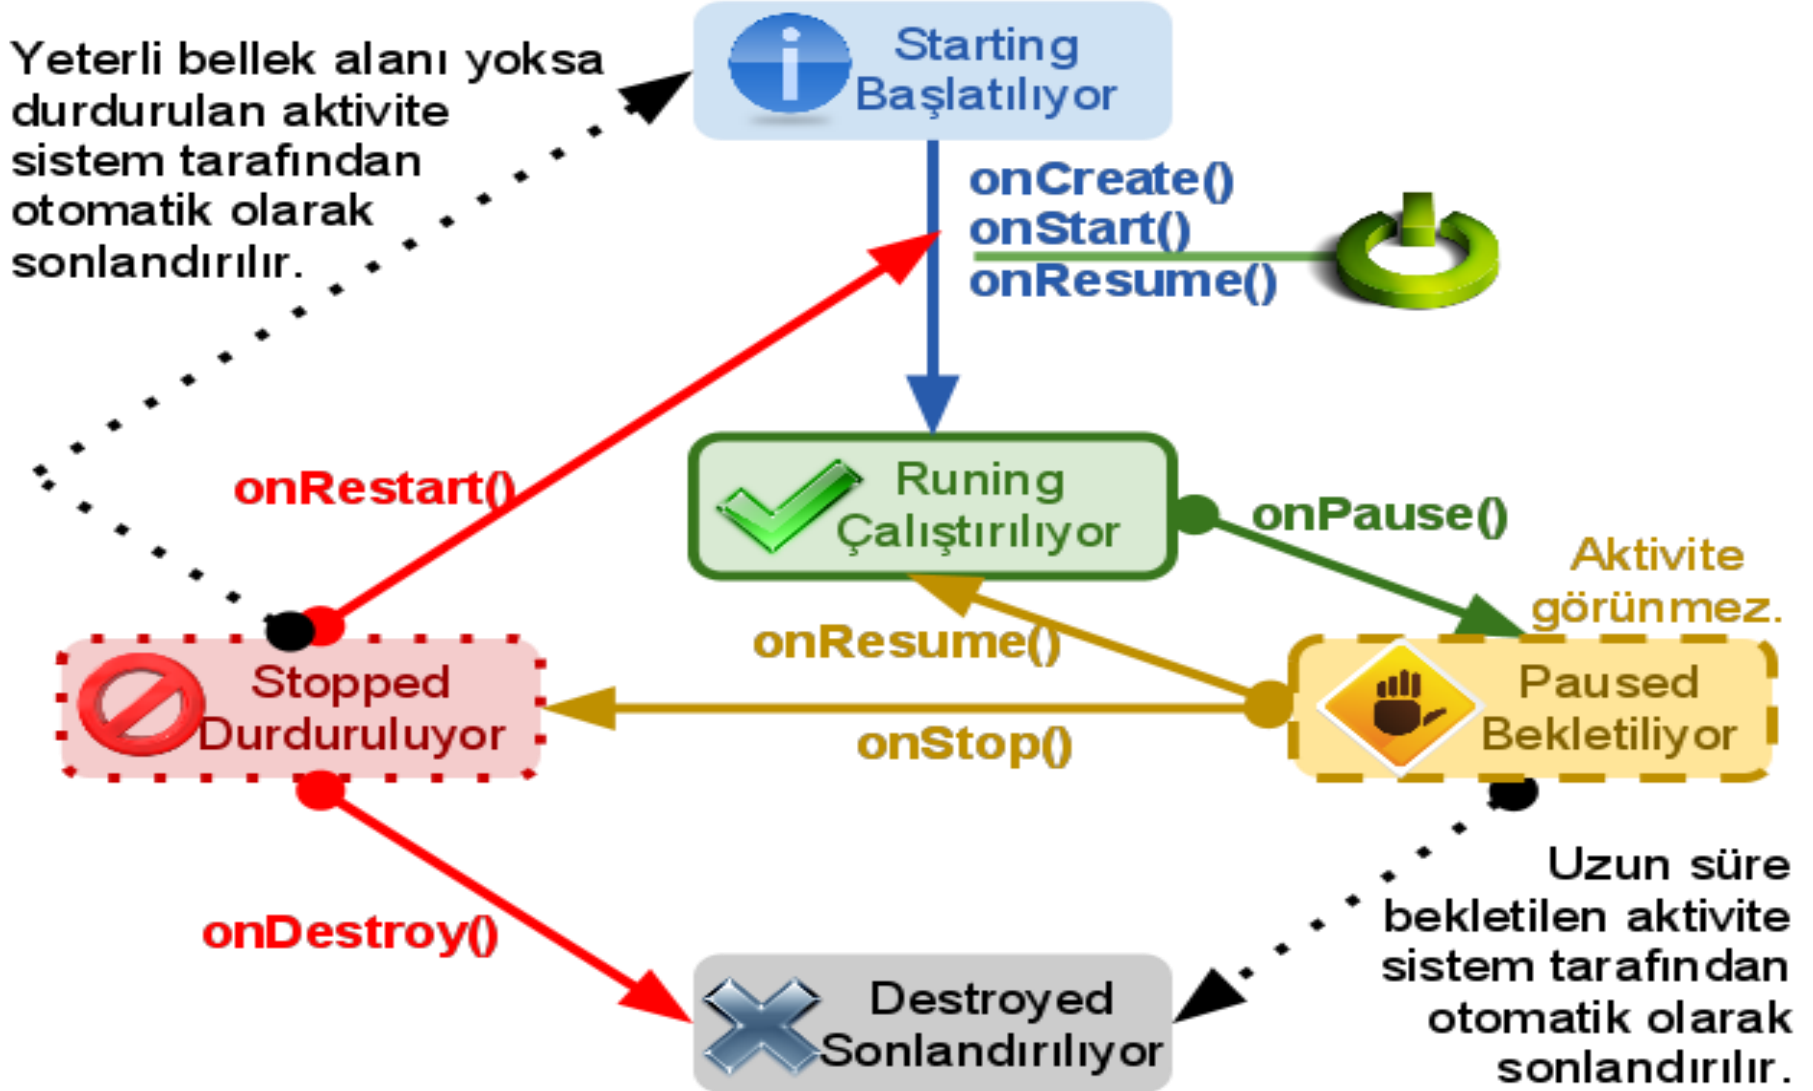 Yeterli bellek alanı yoksa
durdurulan aktivite
sistem tarafından
otomatik olarak
sonlandırılır.
Starting
Başlatılıyor
onCreate()
onStart()
onResume()
onRestart()
Runing
Çalıştırılıyor
onPause()
Aktivite
görünmez.
onResume()
Stopped
Durduruluyor
onStop()
Paused
Bekletiliyor
onDestroy()
Destroyed
Sonlandırılıyor
Uzun süre
bekletilen aktivite
sistem tarafından
otomatik olarak
sonlandırılır.